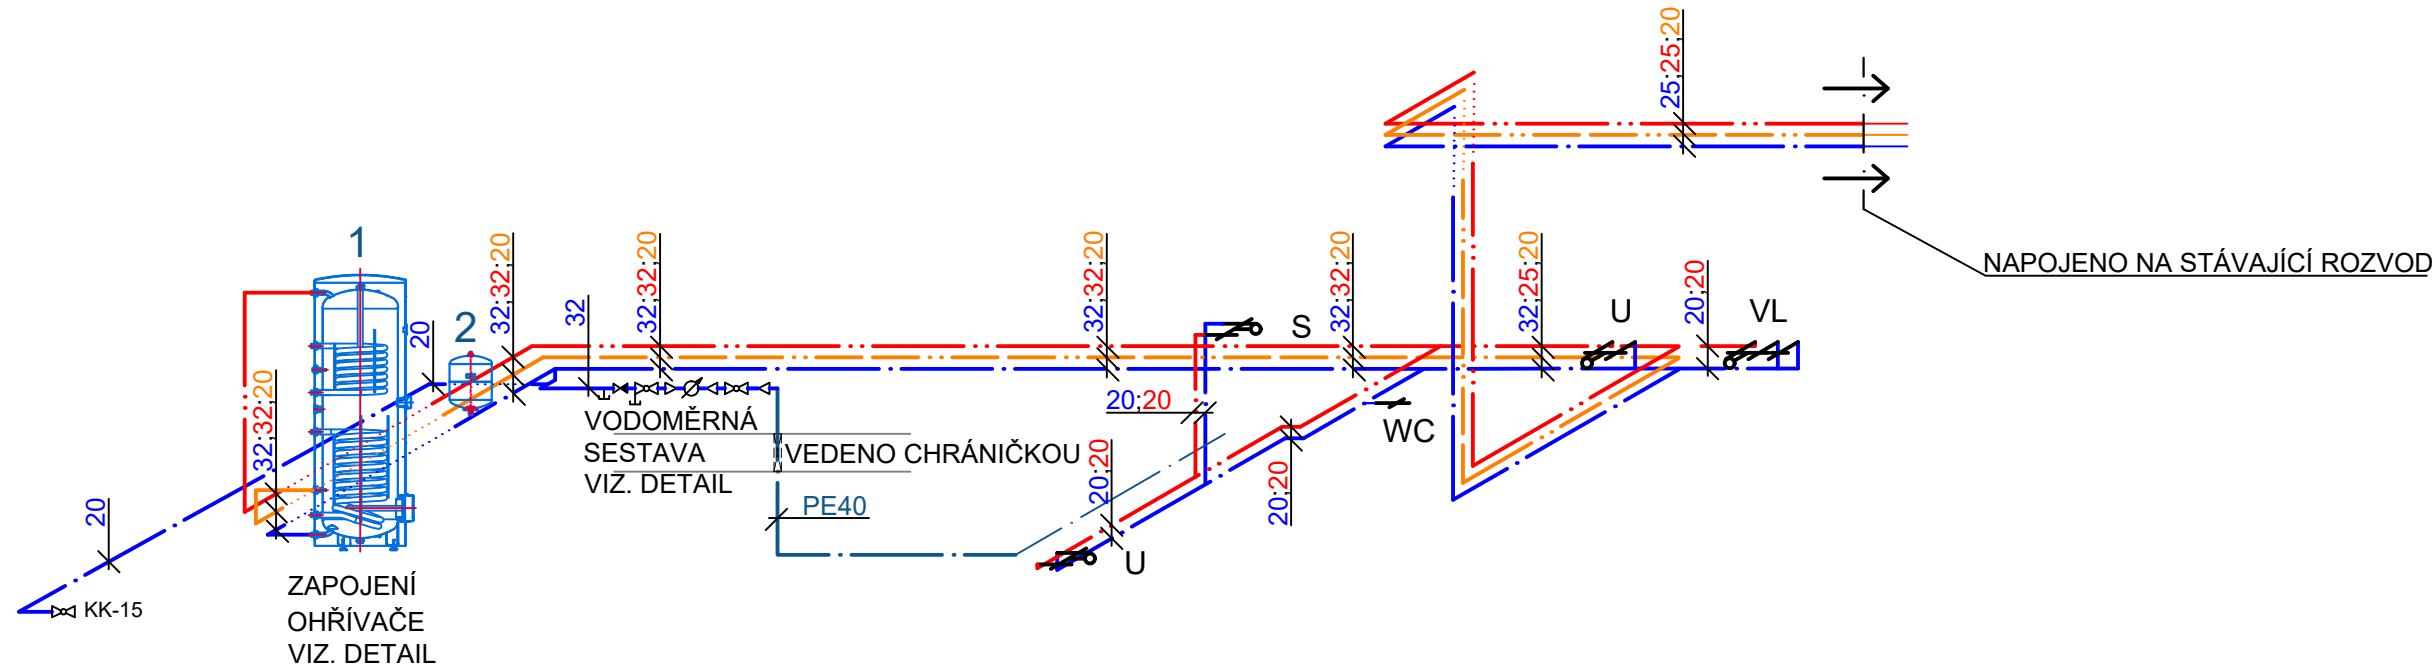 25;25;20
NAPOJENO NA STÁVAJÍCÍ ROZVOD
1
2
20
32;32;20
32
32;32;20
32;32;20
S
32;32;20
32;25;20
U
20;20
VL
32;32;20
20;20
WC
VODOMĚRNÁ
SESTAVA
VIZ. DETAIL
VEDENO CHRÁNIČKOU
PE40
20;20
20;20
U
20
KK-15
ZAPOJENÍ
OHŘÍVAČE
VIZ. DETAIL